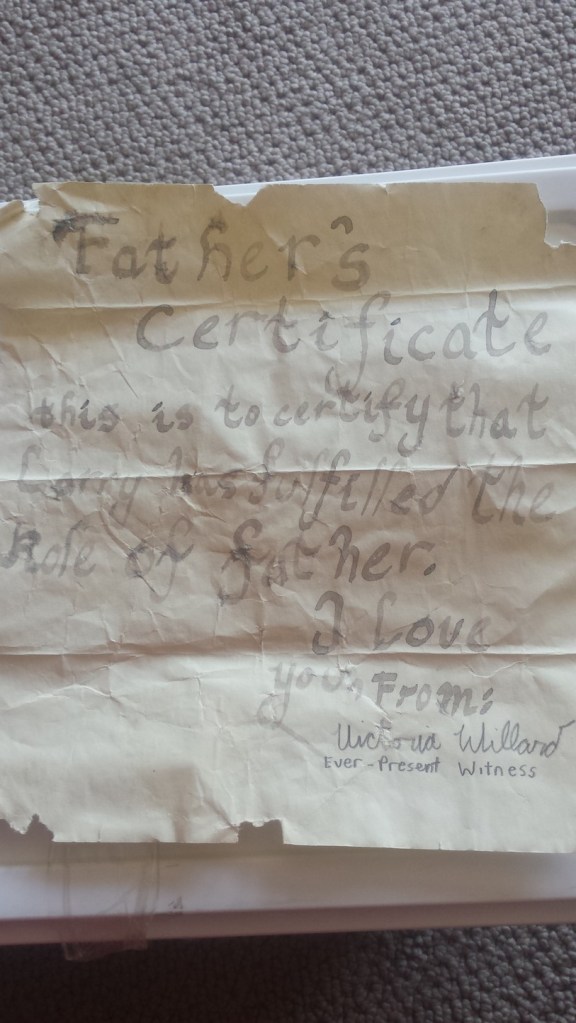 Father's
Certificate
this is to certify that
has fulfilled the
Role of father.
I Love
you, From:
Victoria Willard
Ever-Present Witness